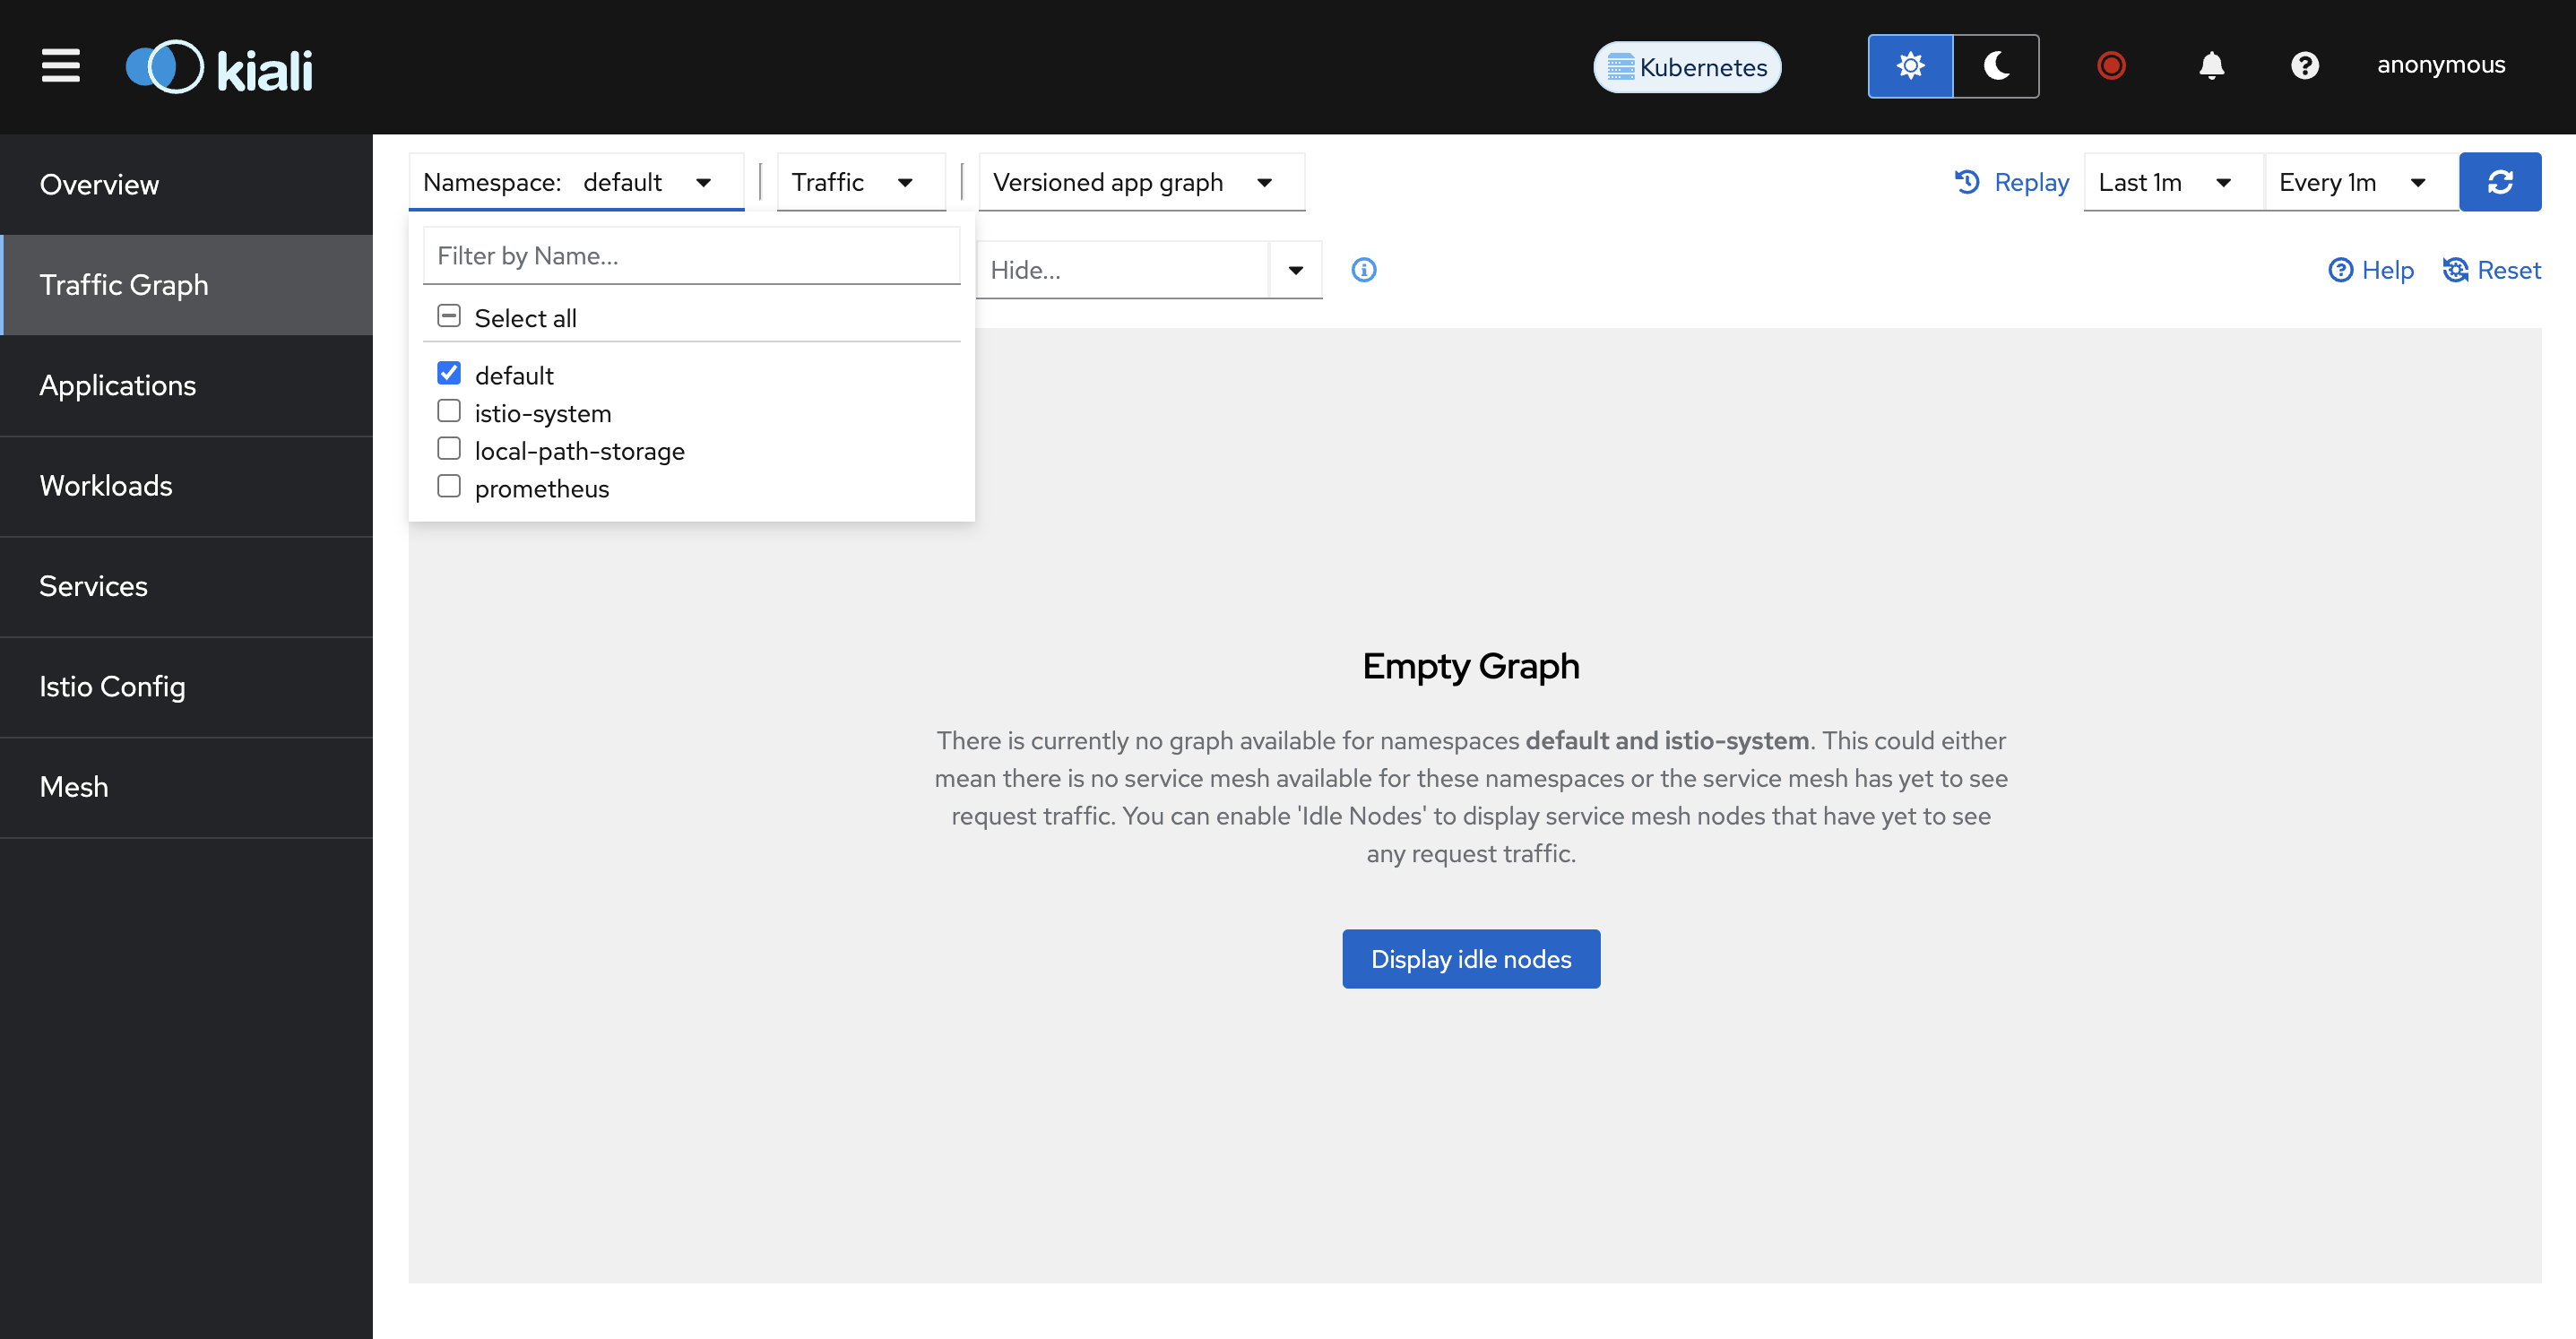 kiali
Kubernetes
anonymous
Overview
Traffic Graph
Applications
Workloads
Services
Istio Config
Mesh
Namespace: default
Traffic
Versioned app graph
Replay
Last 1m
Every 1m
Filter by Name...
Hide...
Help
Reset
Select all
default
istio-system
local-path-storage
prometheus
Empty Graph
There is currently no graph available for namespaces default and istio-system. This could either
mean there is no service mesh available for these namespaces or the service mesh has yet to see
request traffic. You can enable 'Idle Nodes' to display service mesh nodes that have yet to see
any request traffic.
Display idle nodes